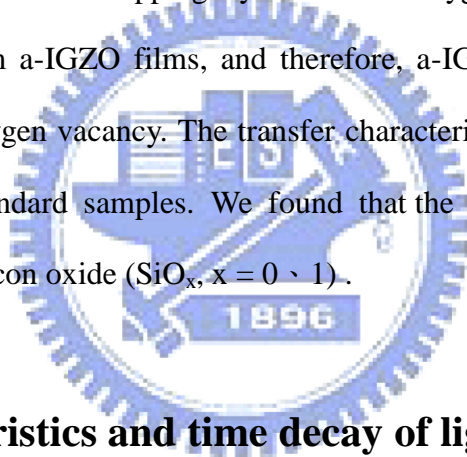 a-IGZO films, and therefore, a-IG
gen vacancy. The transfer characteri
ndard samples. We found that the
con oxide (SiOx, x = 0、1) .
ES
1896
ristics and time decay of lig